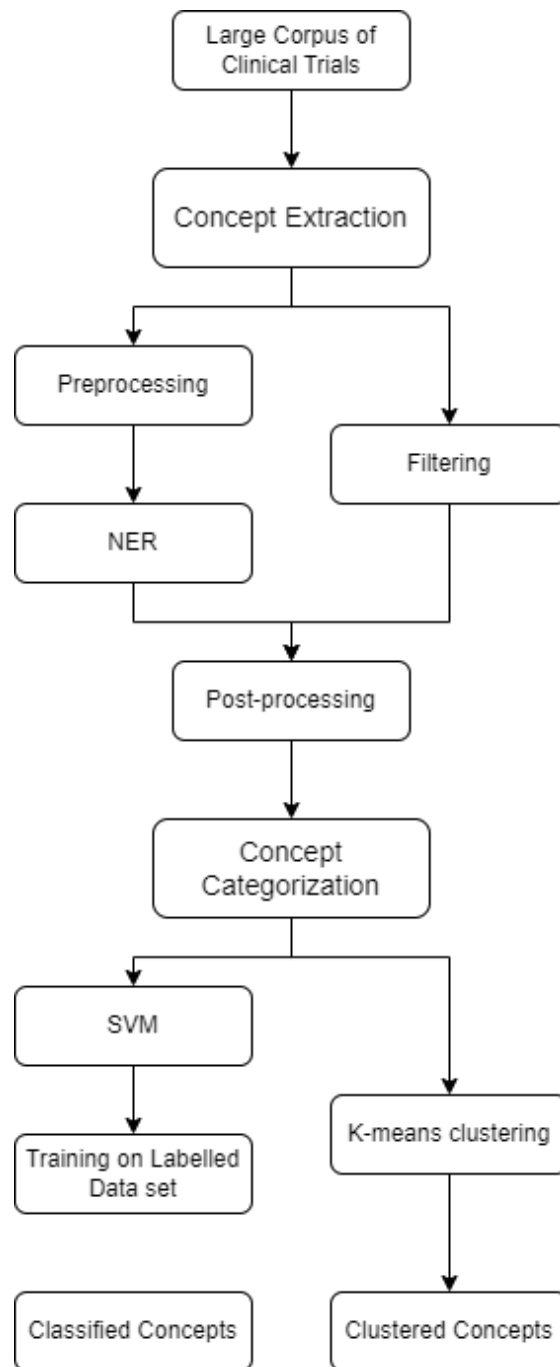 Large Corpus of
Clinical Trials
Concept Extraction
Preprocessing
Filtering
NER
Post-processing
Concept
Categorization
SVM
K-means clustering
Training on Labelled
Data set
Classified Concepts
Clustered Concepts